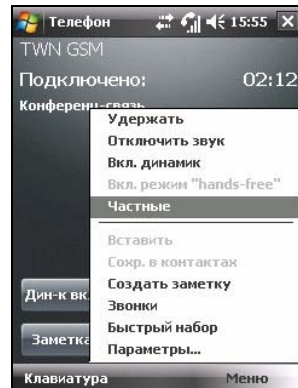 Телефон 15:55
TWN GSM
Подключено: 02:12
Конференц-связь
Удержать
Отключить звук
Вкл. динамик
Вкл. режим "hands-free"
Частные
Вставить
Сохр. в контактах
Создать заметку
Звонки
Быстрый набор
Параметры...
Дин-к вк
Заметка
Клавиатура Меню